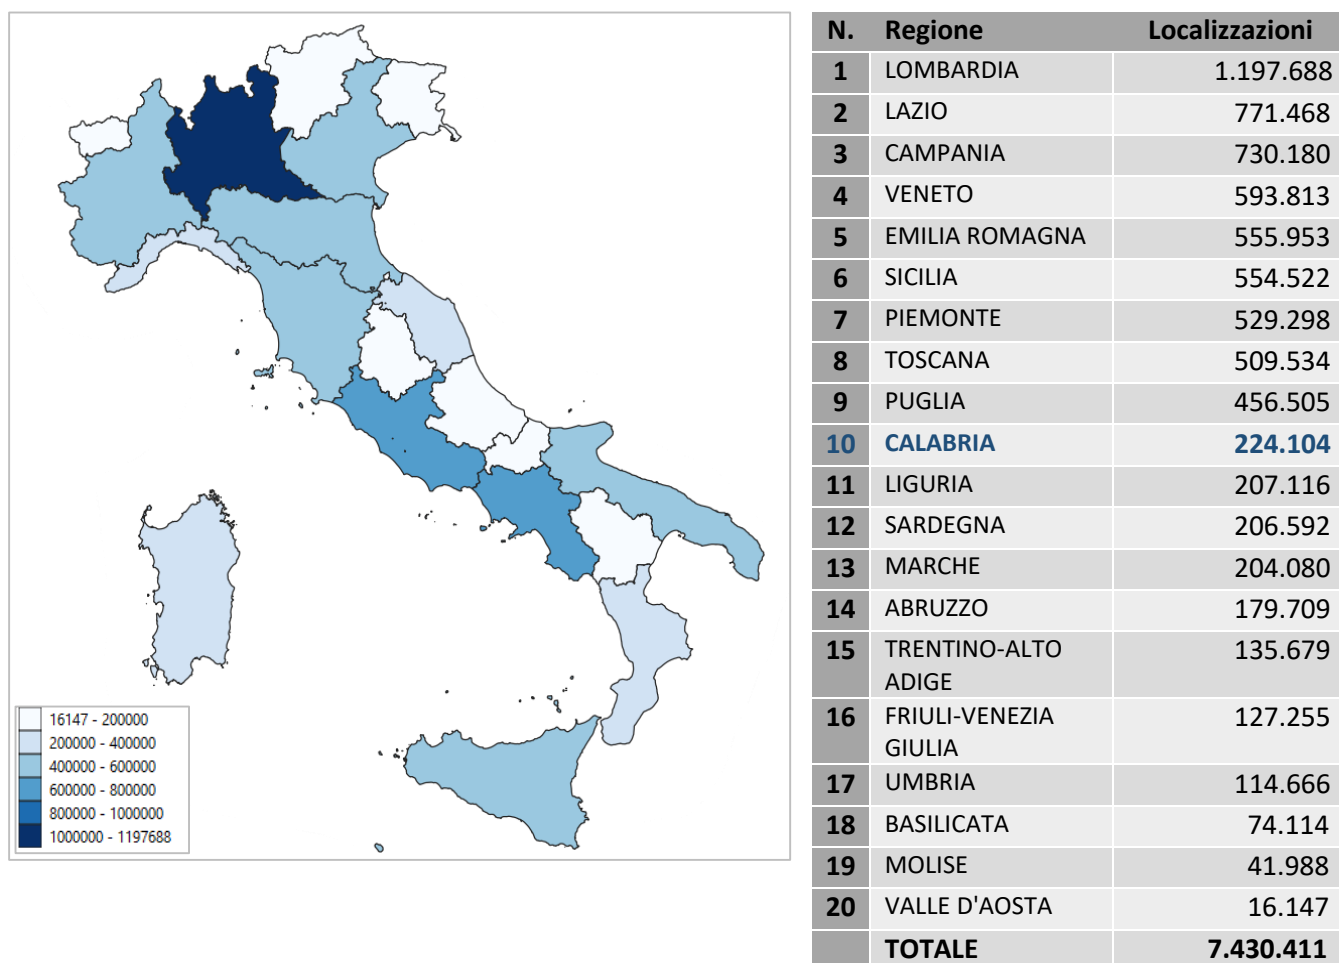 16147 - 200000
200000 - 400000
400000 - 600000
600000 - 800000
800000 - 1000000
1000000 - 1197688
N. Regione Localizzazioni
1 LOMBARDIA 1.197.688
2 LAZIO 771.468
3 CAMPANIA 730.180
4 VENETO 593.813
5 EMILIA ROMAGNA 555.953
6 SICILIA 554.522
7 PIEMONTE 529.298
8 TOSCANA 509.534
9 PUGLIA 456.505
10 CALABRIA 224.104
11 LIGURIA 207.116
12 SARDEGNA 206.592
13 MARCHE 204.080
14 ABRUZZO 179.709
15 TRENTINO-ALTO 135.679
ADIGE
16 FRIULI-VENEZIA 127.255
GIULIA
17 UMBRIA 114.666
18 BASILICATA 74.114
19 MOLISE 41.988
20 VALLE D'AOSTA 16.147
TOTALE 7.430.411